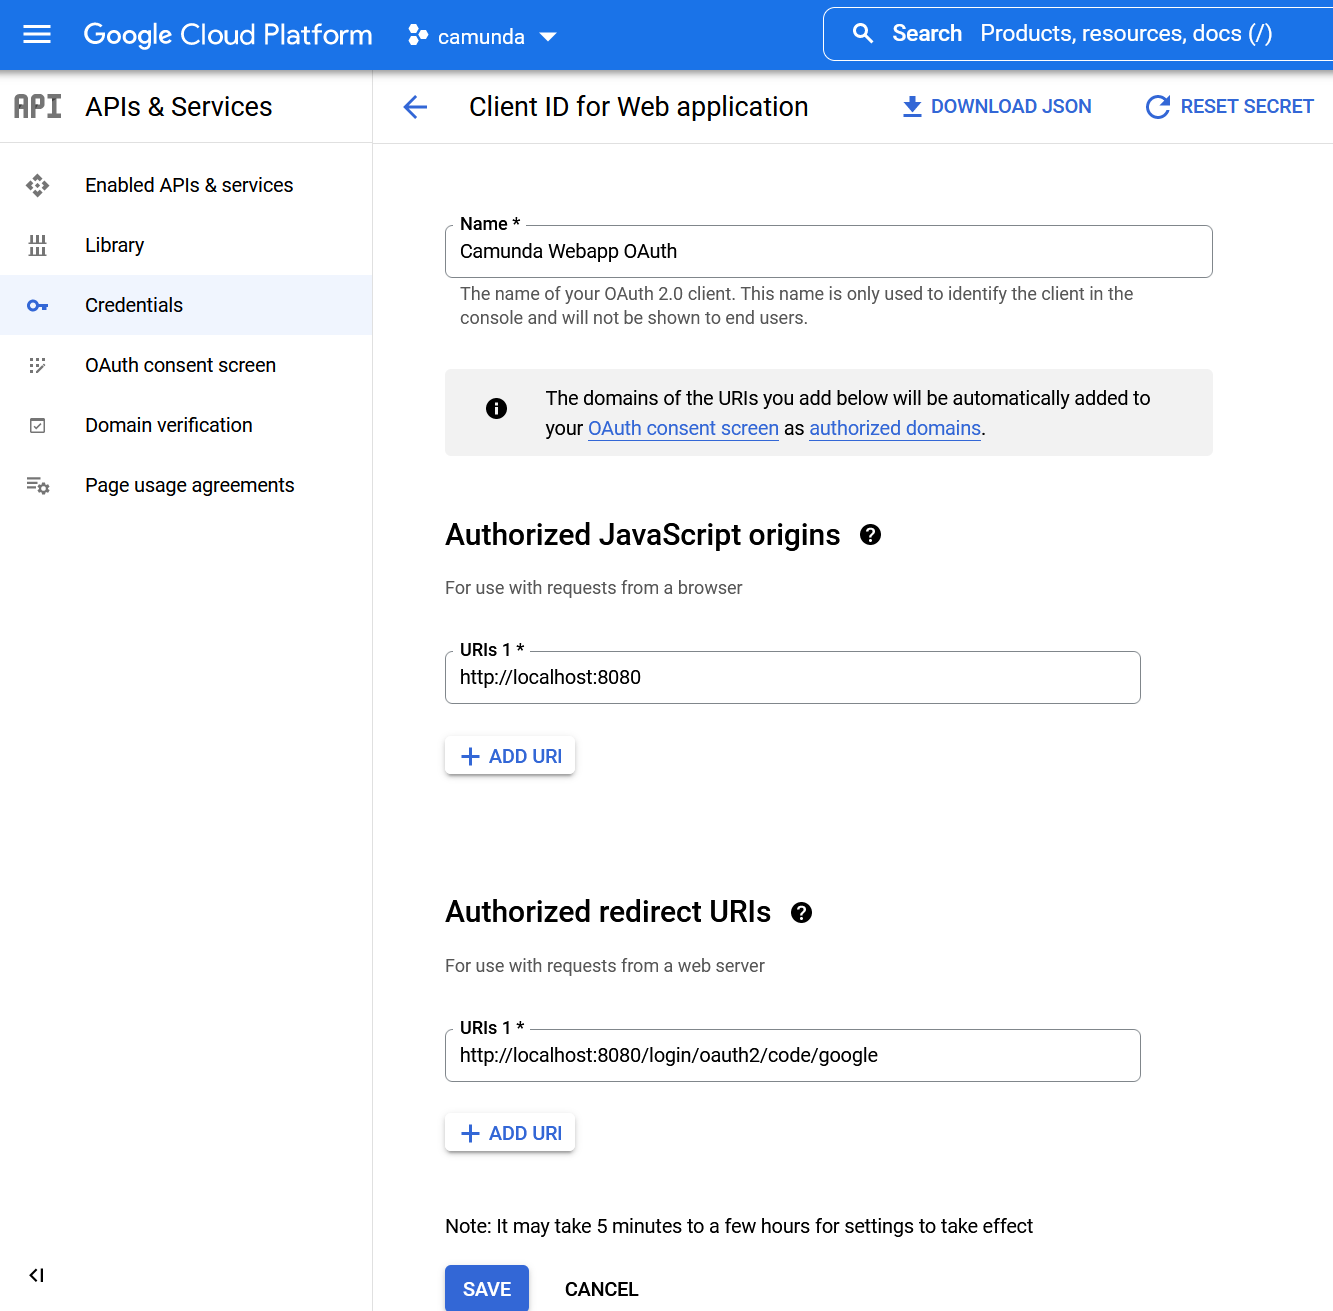 Google Cloud Platform camunda Search Products, resources, docs (/)
API APIs & Services
Client ID for Web application DOWNLOAD JSON RESET SECRET
Enabled APIs & services
Library
Credentials
OAuth consent screen
Domain verification
Page usage agreements
Name *
Camunda Webapp OAuth
The name of your OAuth 2.0 client. This name is only used to identify the client in the
console and will not be shown to end users.
The domains of the URIs you add below will be automatically added to
your OAuth consent screen as authorized domains.
Authorized JavaScript origins
For use with requests from a browser
URIs 1 *
http://localhost:8080
ADD URI
Authorized redirect URIs
For use with requests from a web server
URIs 1 *
http://localhost:8080/login/oauth2/code/google
ADD URI
Note: It may take 5 minutes to a few hours for settings to take effect
SAVE CANCEL